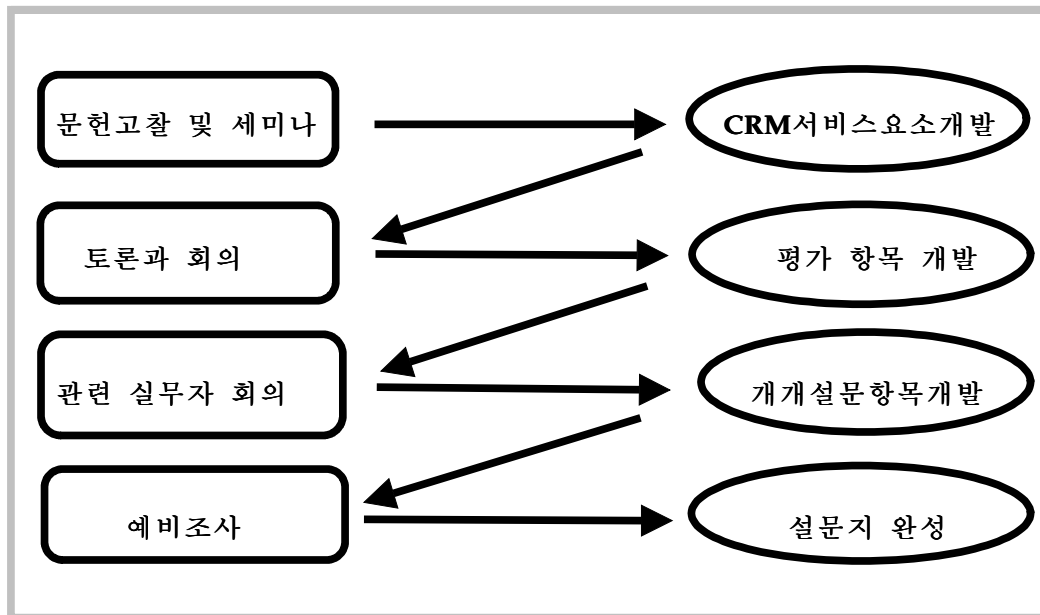 문헌고찰 및 세미나
CRM서비스요소개발
토론과 회의
평가 항목 개발
관련 실무자 회의
개개설문항목개발
예비조사
설문지 완성